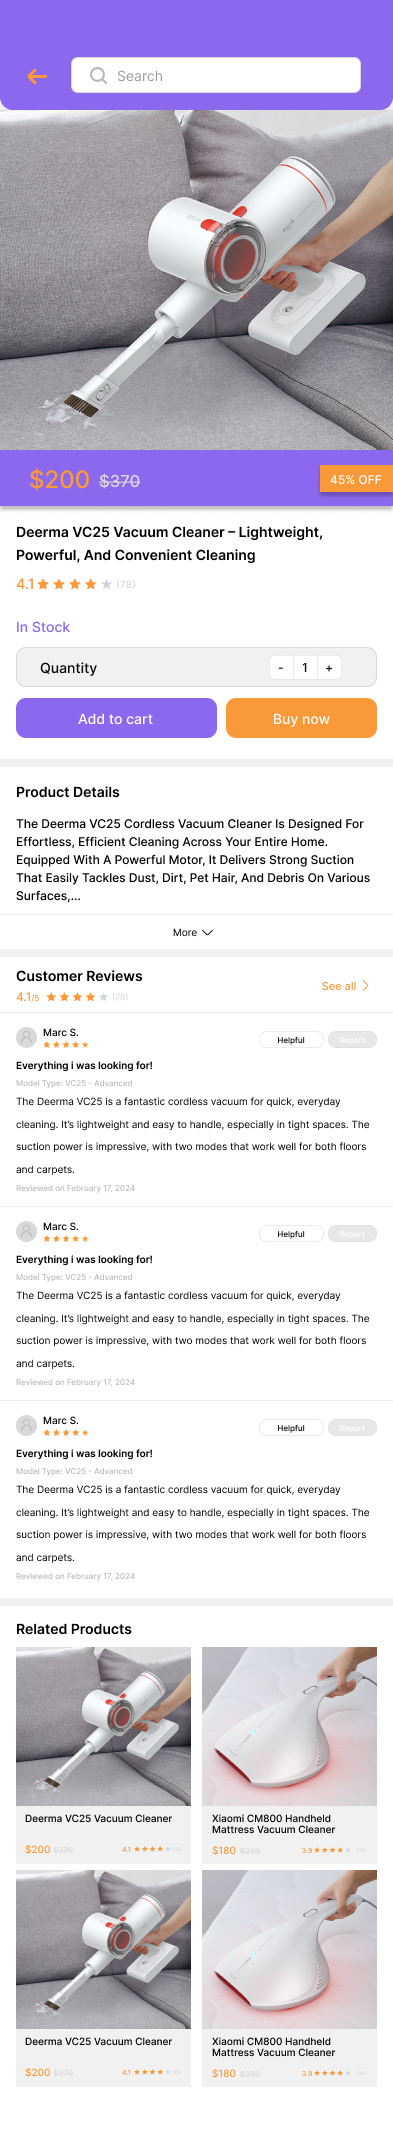 Search
$200 $370
45% OFF
Deerma VC25 Vacuum Cleaner – Lightweight,
Powerful, And Convenient Cleaning
4.1 (78)
In Stock
Quantity
- 1 +
Add to cart
Buy now
Product Details
The Deerma VC25 Cordless Vacuum Cleaner Is Designed For
Effortless, Efficient Cleaning Across Your Entire Home.
Equipped With A Powerful Motor, It Delivers Strong Suction
That Easily Tackles Dust, Dirt, Pet Hair, And Debris On Various
Surfaces,...
More
Customer Reviews
4.1/5 (78)
See all
Marc S.
Helpful Report
Everything i was looking for!
Model Type: VC25 - Advanced
The Deerma VC25 is a fantastic cordless vacuum for quick, everyday
cleaning. It's lightweight and easy to handle, especially in tight spaces. The
suction power is impressive, with two modes that work well for both floors
and carpets.
Reviewed on February 17, 2024
Marc S.
Helpful Report
Everything i was looking for!
Model Type: VC25 - Advanced
The Deerma VC25 is a fantastic cordless vacuum for quick, everyday
cleaning. It's lightweight and easy to handle, especially in tight spaces. The
suction power is impressive, with two modes that work well for both floors
and carpets.
Reviewed on February 17, 2024
Marc S.
Helpful Report
Everything i was looking for!
Model Type: VC25 - Advanced
The Deerma VC25 is a fantastic cordless vacuum for quick, everyday
cleaning. It's lightweight and easy to handle, especially in tight spaces. The
suction power is impressive, with two modes that work well for both floors
and carpets.
Reviewed on February 17, 2024
Related Products
Deerma VC25 Vacuum Cleaner
$200 $370 4.1
Xiaomi CM800 Handheld
Mattress Vacuum Cleaner
$180 $230 3.9
Deerma VC25 Vacuum Cleaner
$200 $370 4.1
Xiaomi CM800 Handheld
Mattress Vacuum Cleaner
$180 $230 3.9